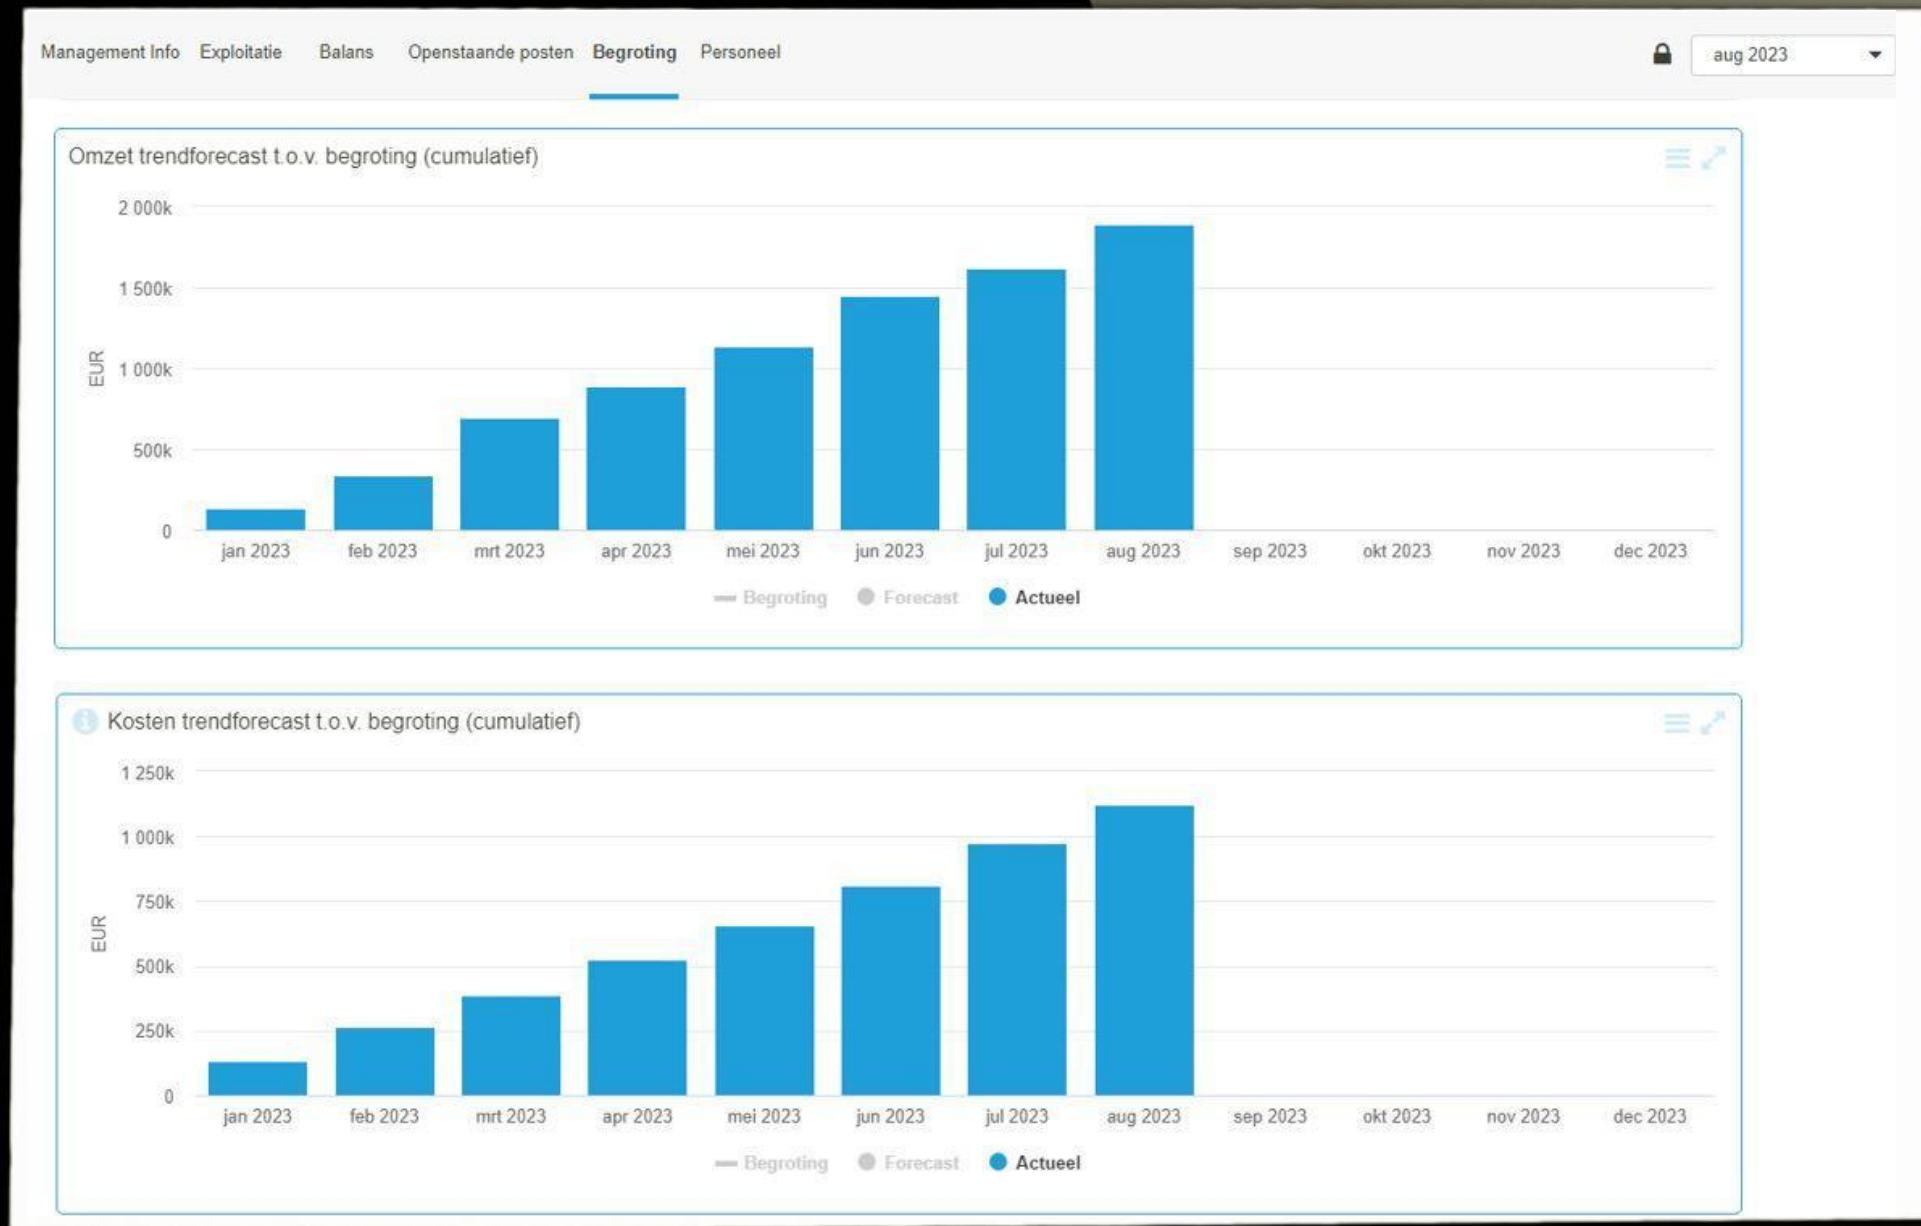 Management Info Exploitatie Balans Openstaande posten Begroting Personeel aug 2023
Omzet trendforecast t.o.v. begroting (cumulatief)
2 000k
1 500k
1 000k
500k
0
EUR
jan 2023 feb 2023 mrt 2023 apr 2023 mei 2023 jun 2023 jul 2023 aug 2023 sep 2023 okt 2023 nov 2023 dec 2023
Begroting Forecast Actueel
Kosten trendforecast t.o.v. begroting (cumulatief)
1 250k
1 000k
750k
500k
250k
0
EUR
jan 2023 feb 2023 mrt 2023 apr 2023 mei 2023 jun 2023 jul 2023 aug 2023 sep 2023 okt 2023 nov 2023 dec 2023
Begroting Forecast Actueel